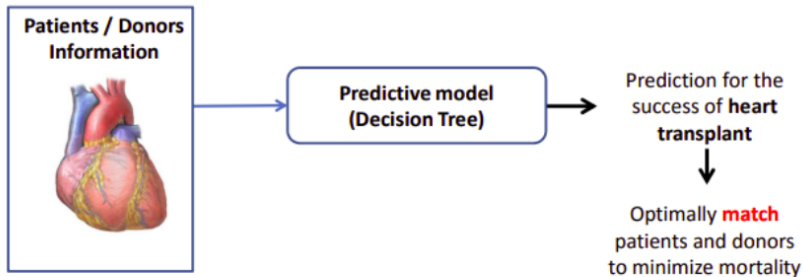 Patients / Donors
Information
Predictive model
(Decision Tree)
Prediction for the
success of heart
transplant
Optimally match
patients and donors
to minimize mortality